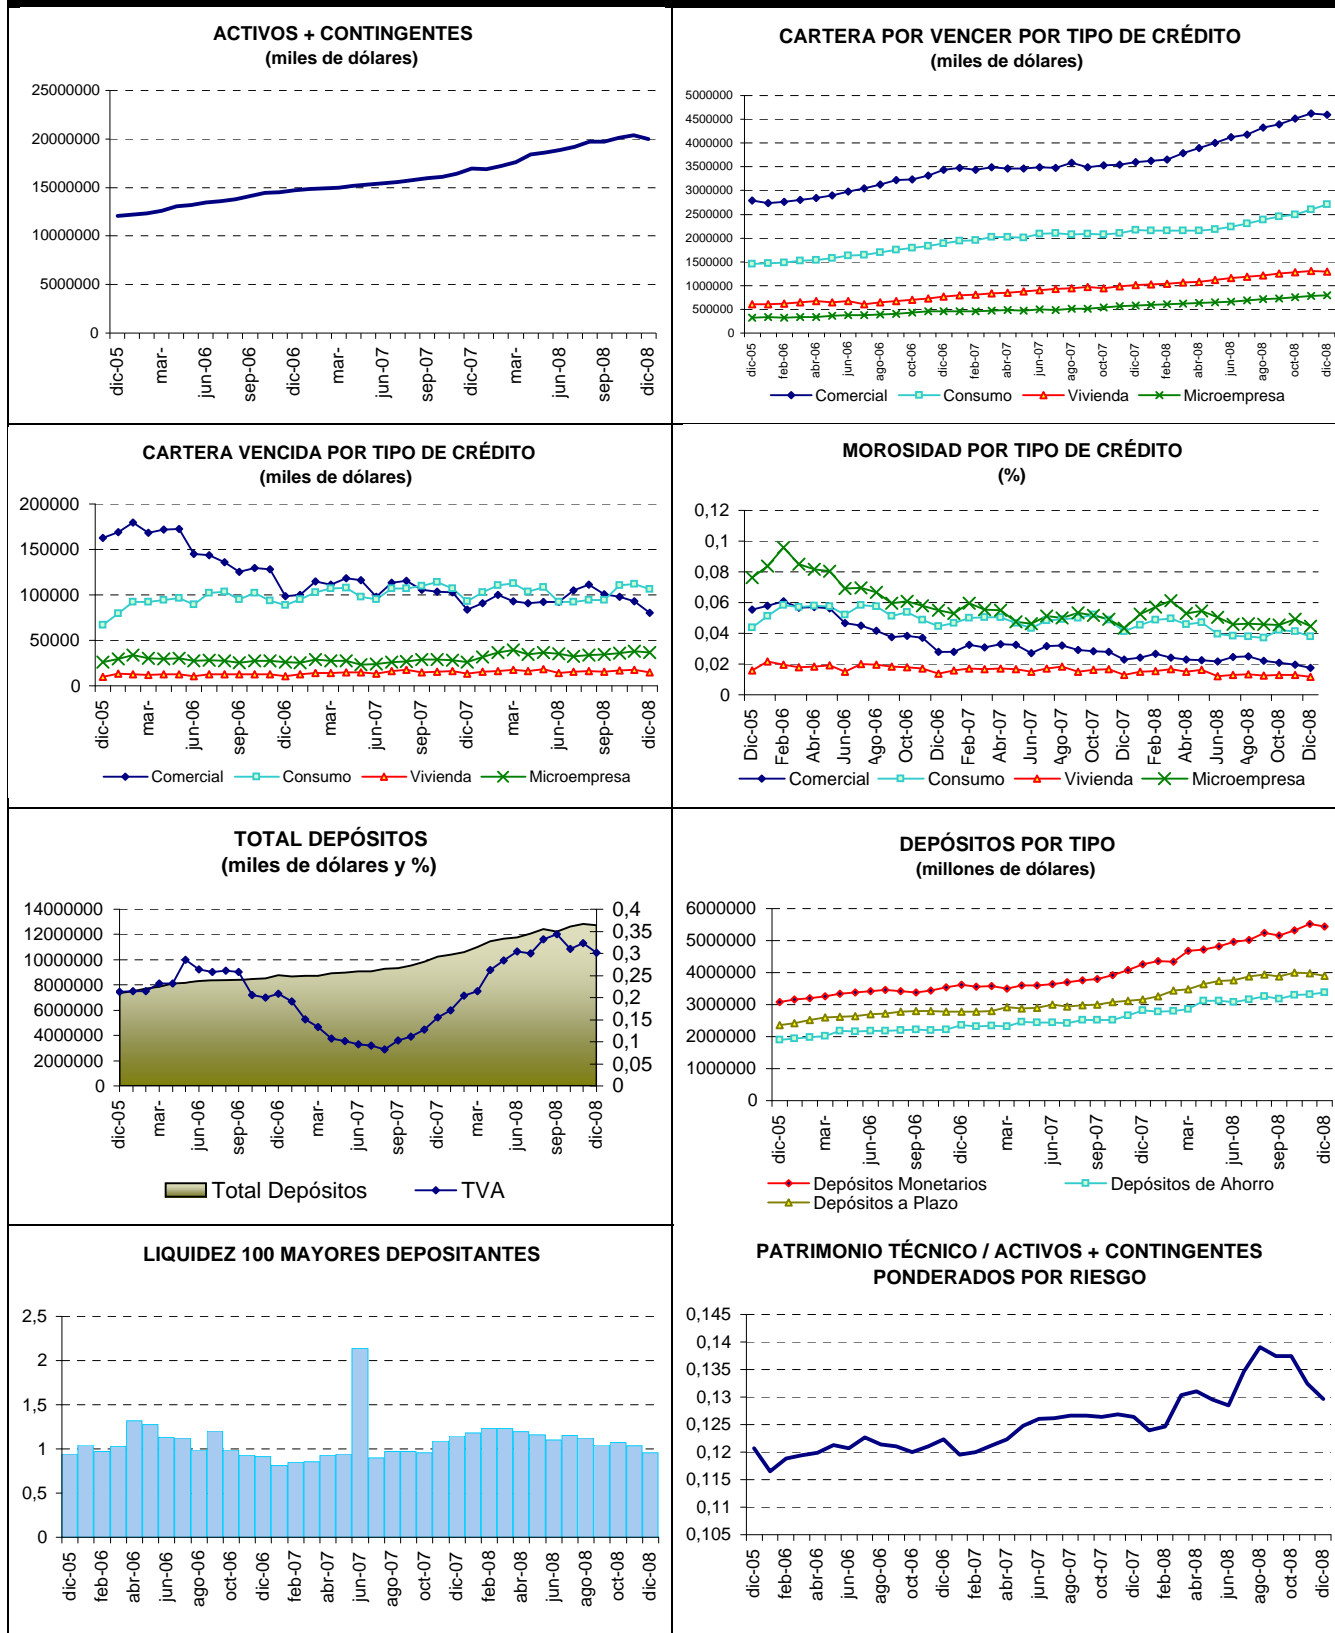 ACTIVOS + CONTINGENTES
(miles de dólares)
25000000
20000000
15000000
10000000
5000000
0
dic-05
mar-
jun-06
sep-06
dic-06
mar-
jun-07
sep-07
dic-07
mar-
jun-08
sep-08
dic-08
CARTERA POR VENCER POR TIPO DE CRÉDITO
(miles de dólares)
5000000
4500000
4000000
3500000
3000000
2500000
2000000
1500000
1000000
500000
0
dic-05
feb-06
abr-06
jun-06
ago-06
oct-06
dic-06
feb-07
abr-07
jun-07
ago-07
oct-07
dic-07
feb-08
abr-08
jun-08
ago-08
oct-08
dic-08
Comercial Consumo Vivienda Microempresa
CARTERA VENCIDA POR TIPO DE CRÉDITO
(miles de dólares)
200000
150000
100000
50000
0
dic-05
mar-
jun-06
sep-06
dic-06
mar-
jun-07
sep-07
dic-07
mar-
jun-08
sep-08
dic-08
Comercial Consumo Vivienda Microempresa
MOROSIDAD POR TIPO DE CRÉDITO
(%)
0,12
0,1
0,08
0,06
0,04
0,02
0
Dic-05
Feb-06
Abr-06
Jun-06
Ago-06
Oct-06
Dic-06
Feb-07
Abr-07
Jun-07
Ago-07
Oct-07
Dic-07
Feb-08
Abr-08
Jun-08
Ago-08
Oct-08
Dic-08
Comercial Consumo Vivienda Microempresa
TOTAL DEPÓSITOS
(miles de dólares y %)
14000000
12000000
10000000
8000000
6000000
4000000
2000000
0
0,4
0,35
0,3
0,25
0,2
0,15
0,1
0,05
0
dic-05
mar-
jun-06
sep-06
dic-06
mar-
jun-07
sep-07
dic-07
mar-
jun-08
sep-08
dic-08
Total Depósitos TVA
DEPÓSITOS POR TIPO
(millones de dólares)
6000000
5000000
4000000
3000000
2000000
1000000
0
dic-05
mar-
jun-06
sep-06
dic-06
mar-
jun-07
sep-07
dic-07
mar-
jun-08
sep-08
dic-08
Depósitos Monetarios Depósitos de Ahorro
Depósitos a Plazo
LIQUIDEZ 100 MAYORES DEPOSITANTES
2,5
2
1,5
1
0,5
0
dic-05
feb-06
abr-06
jun-06
ago-06
oct-06
dic-06
feb-07
abr-07
jun-07
ago-07
oct-07
dic-07
feb-08
abr-08
jun-08
ago-08
oct-08
dic-08
PATRIMONIO TÉCNICO / ACTIVOS + CONTINGENTES
PONDERADOS POR RIESGO
0,145
0,14
0,135
0,13
0,125
0,12
0,115
0,11
0,105
dic-05
feb-06
abr-06
jun-06
ago-06
oct-06
dic-06
feb-07
abr-07
jun-07
ago-07
oct-07
dic-07
feb-08
abr-08
jun-08
ago-08
oct-08
dic-08